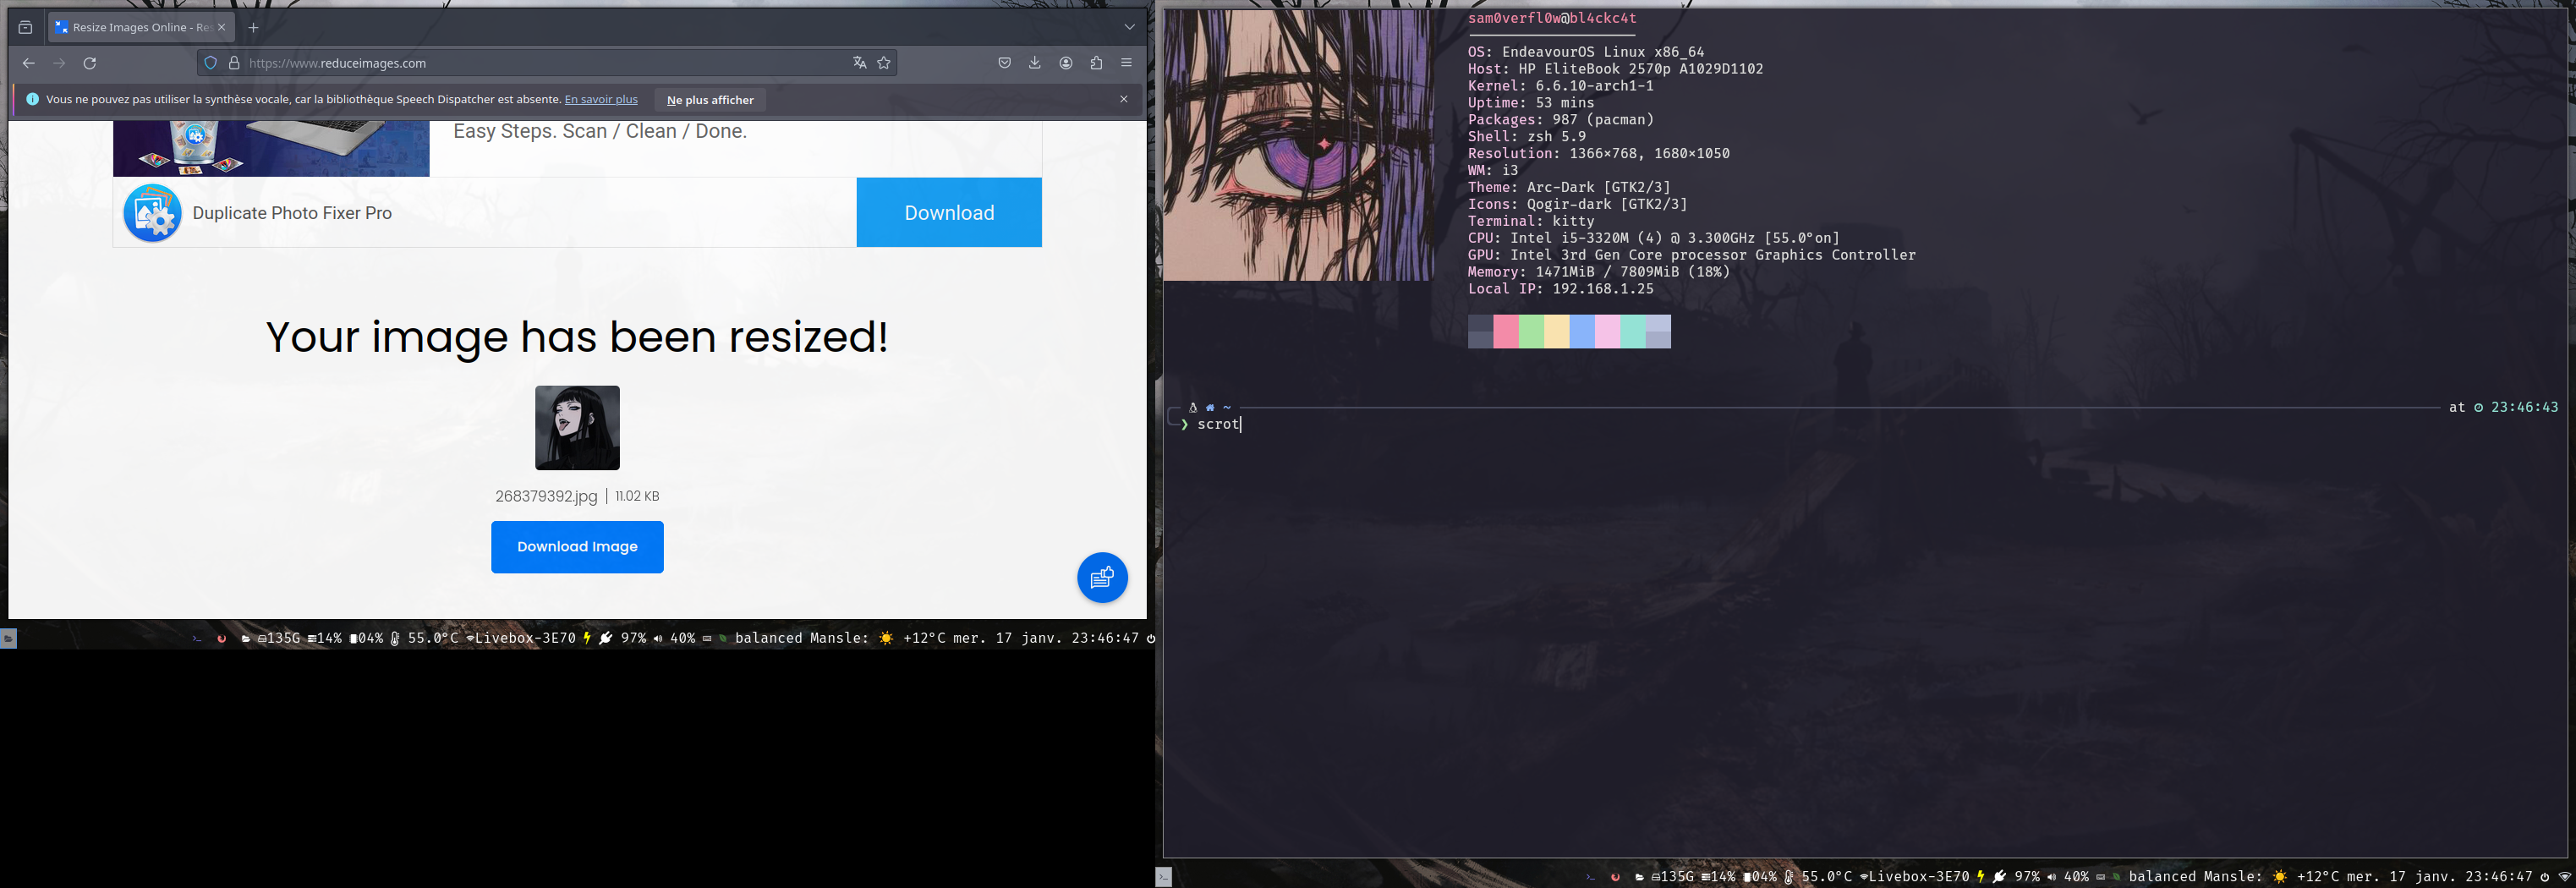 Resize Images Online - Re
https://www.reduceimages.com
Vous ne pouvez pas utiliser la synthèse vocale, car la bibliothèque Speech Dispatcher est absente. En savoir plus
Ne plus afficher
Easy Steps. Scan / Clean / Done.
Duplicate Photo Fixer Pro
Download
Your image has been resized!
268379392.jpg | 11.02 KB
Download Image
135G 14% 04% 55.0°C Livebox-3E70 97% 40% balanced Mansle: +12°C mer. 17 janv. 23:46:47
sam0verfl0w@bl4ckc4t
OS: EndeavourOS Linux x86_64
Host: HP EliteBook 2570p A1029D1102
Kernel: 6.6.10-arch1-1
Uptime: 53 mins
Packages: 987 (pacman)
Shell: zsh 5.9
Resolution: 1366×768, 1680×1050
WM: i3
Theme: Arc-Dark [GTK2/3]
Icons: Qogir-dark [GTK2/3]
Terminal: kitty
CPU: Intel i5-3320M (4) @ 3.300GHz [55.0°on]
GPU: Intel 3rd Gen Core processor Graphics Controller
Memory: 1471MiB / 7809MiB (18%)
Local IP: 192.168.1.25
~
at 23:46:43
❯ scrot
135G 14% 04% 55.0°C Livebox-3E70 97% 40% balanced Mansle: +12°C mer. 17 janv. 23:46:47